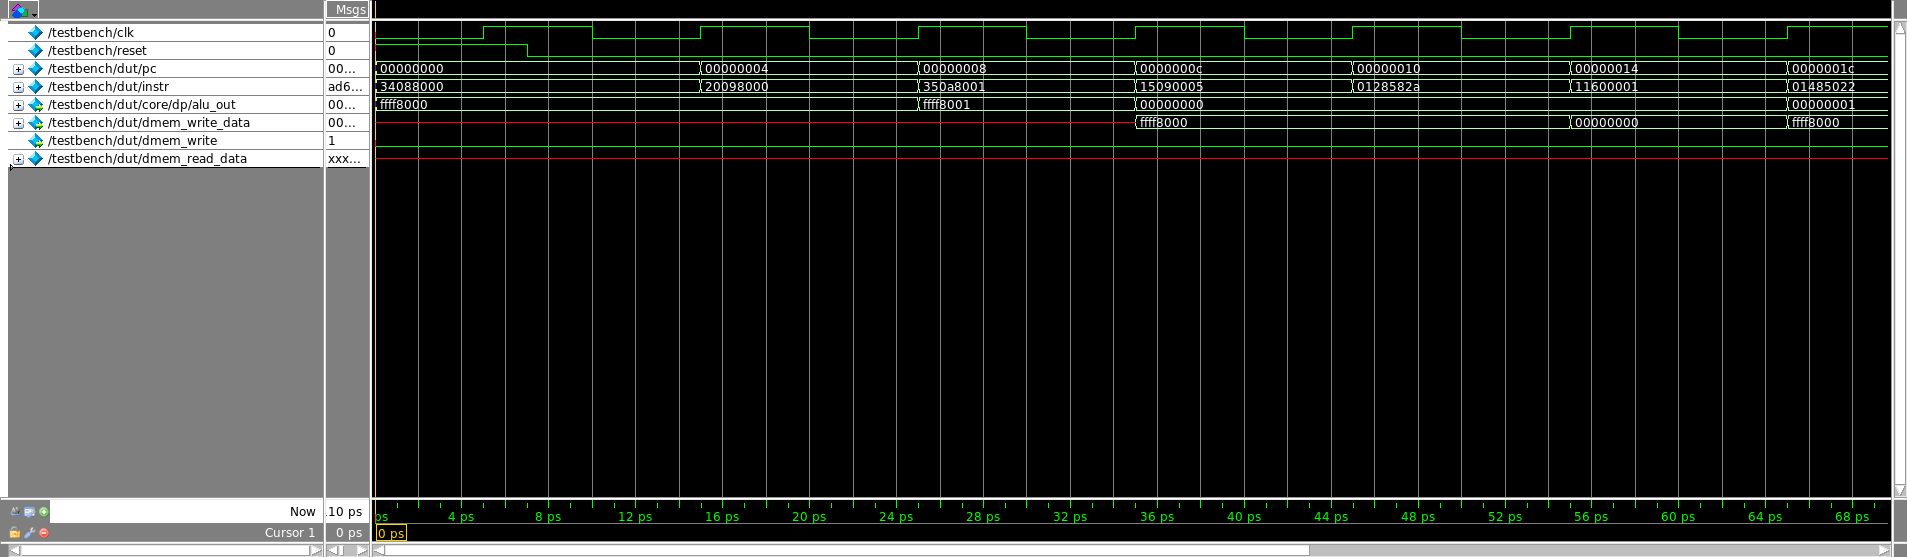 Msgs
/testbench/clk 0
/testbench/reset 0
/testbench/dut/pc 00... 00000000 00000004 00000008 0000000c 00000010 00000014 0000001c
/testbench/dut/instr ad6... 34088000 20098000 350a8001 15090005 0128582a 11600001 01485022
/testbench/dut/core/dp/alu_out 00... ffff8000 ffff8001 00000000 00000001
/testbench/dut/dmem_write_data 00... ffff8000 00000000 ffff8000
/testbench/dut/dmem_write 1
/testbench/dut/dmem_read_data xxx...
Now 10 ps ps 4 ps 8 ps 12 ps 16 ps 20 ps 24 ps 28 ps 32 ps 36 ps 40 ps 44 ps 48 ps 52 ps 56 ps 60 ps 64 ps 68 ps
Cursor 1 0 ps 0 ps